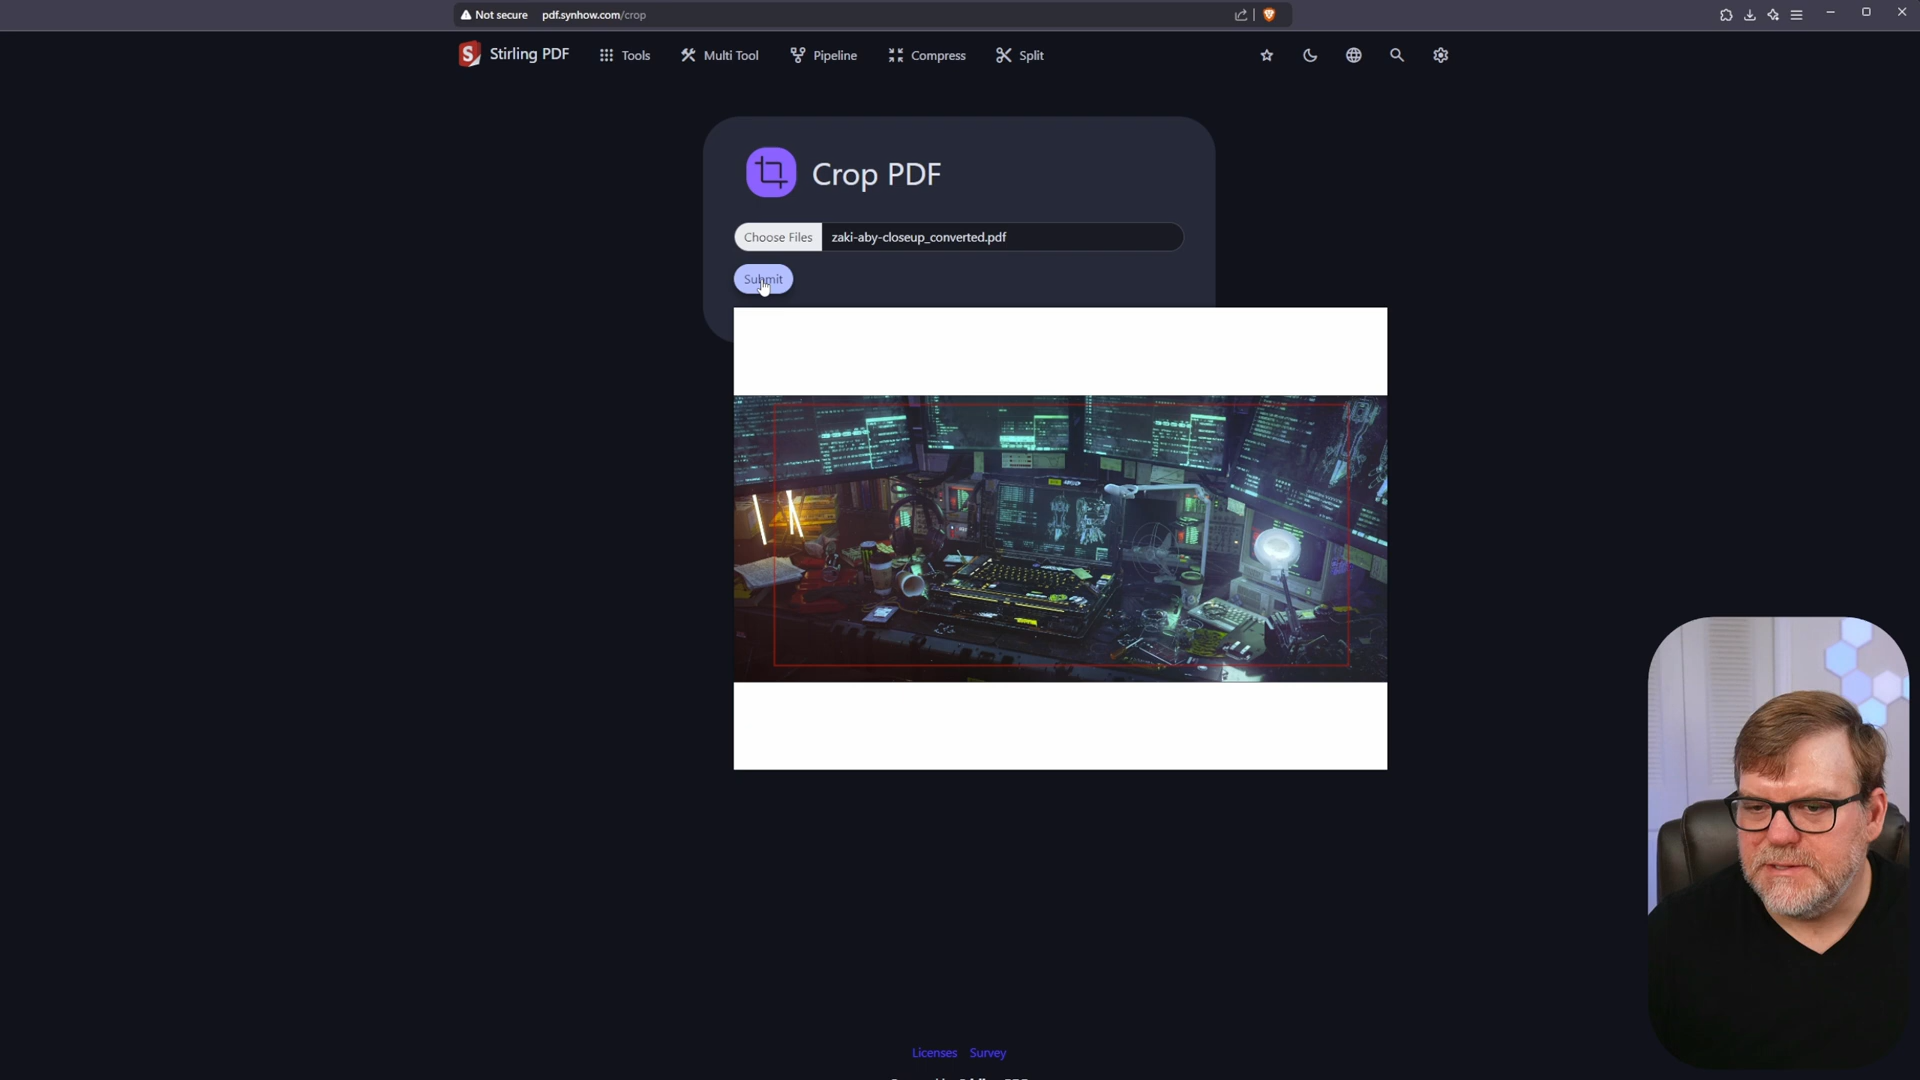 Not secure pdf.synhow.com/crop
Stirling PDF Tools Multi Tool Pipeline Compress Split
Crop PDF
Choose Files zaki-aby-closeup_converted.pdf
Submit
Licenses Survey